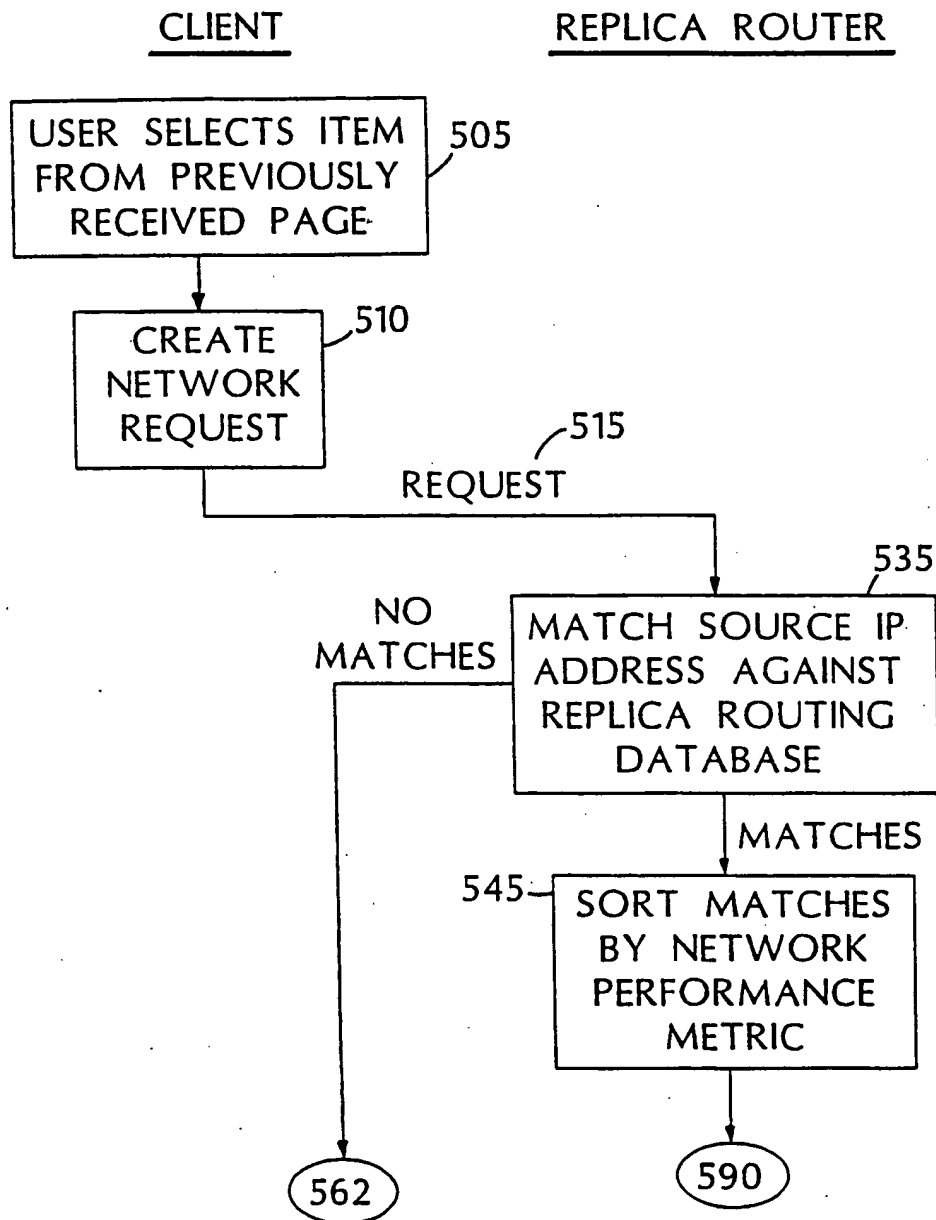 CLIENT
REPLICA ROUTER
USER SELECTS ITEM
FROM PREVIOUSLY
RECEIVED PAGE
505
CREATE
NETWORK
REQUEST
510
515
REQUEST
535
NO
MATCHES
MATCH SOURCE IP
ADDRESS AGAINST
REPLICA ROUTING
DATABASE
MATCHES
545
SORT MATCHES
BY NETWORK
PERFORMANCE
METRIC
562
590